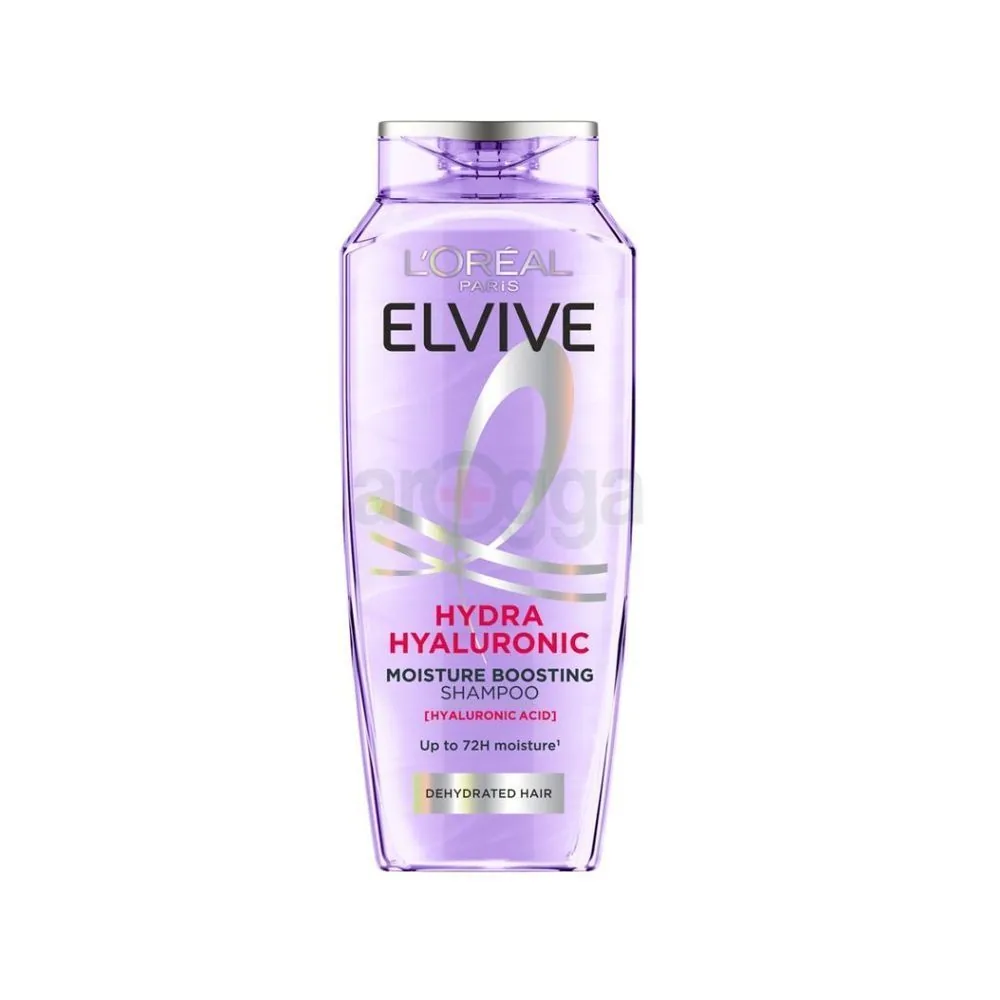 L'ORÉAL
PARIS
ELVIVE
arogga
HYDRA
HYALURONIC
MOISTURE BOOSTING
SHAMPOO
[HYALURONIC ACID]
Up to 72H moisture¹
DEHYDRATED HAIR